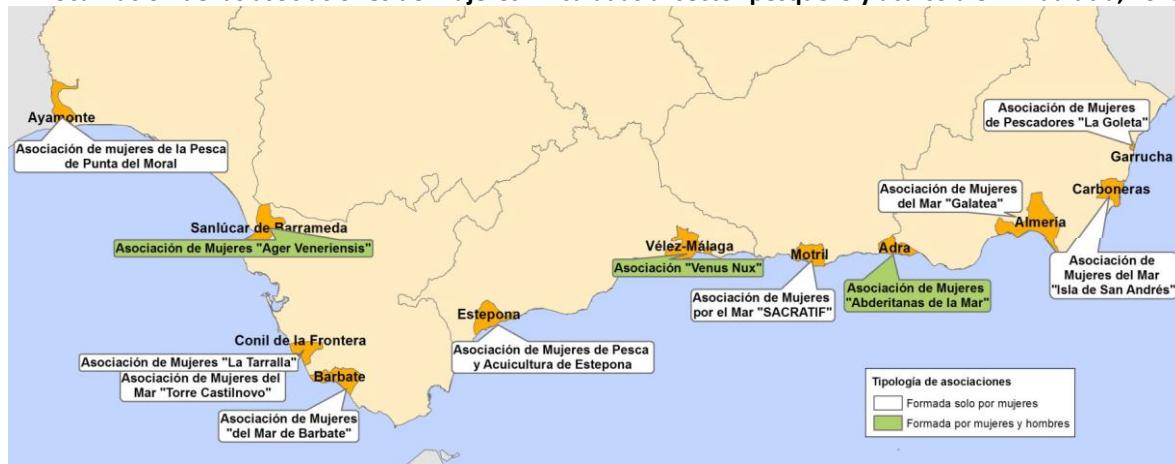 Ayamonte
Asociación de mujeres de la Pesca
de Punta del Moral
Asociación de Mujeres
de Pescadores "La Goleta"
Garrucha
Carboneras
Asociación de Mujeres
del Mar "Galatea"
Almería
Sanlúcar de Barrameda
Asociación de Mujeres "Ager Veneriensis"
Vélez-Málaga
Asociación "Venus Nux"
Motril
Adra
Asociación de
Mujeres del Mar
"Isla de San Andrés"
Asociación de Mujeres
por el Mar "SACRATIF"
Asociación de Mujeres
"Abderitanas de la Mar"
Estepona
Asociación de Mujeres de Pesca
y Acuicultura de Estepona
Conil de la Frontera
Asociación de Mujeres "La Tarralla"
Asociación de Mujeres del
Mar "Torre Castilnovo"
Barbate
Asociación de Mujeres
"del Mar de Barbate"
Tipología de asociaciones
Formada solo por mujeres
Formada por mujeres y hombres